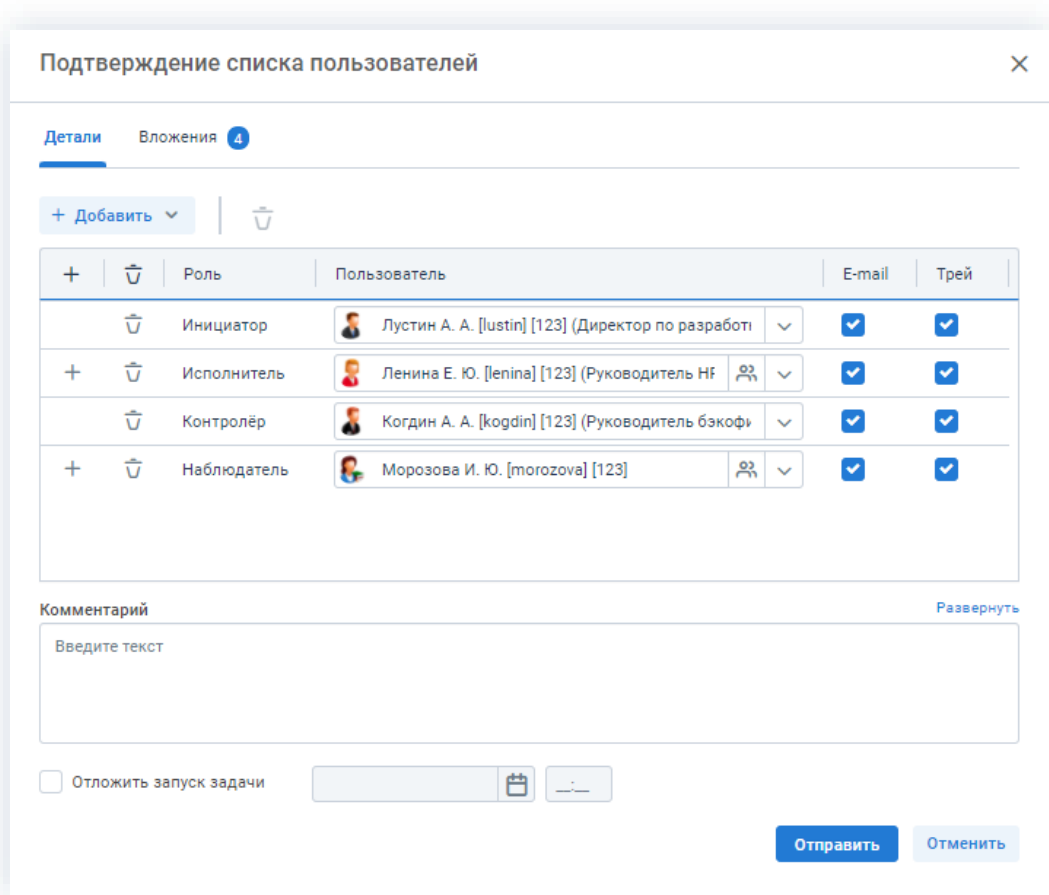 Подтверждение списка пользователей
Детали Вложения 4
+ Добавить
Роль Пользователь E-mail Трей
Инициатор Лустин А. А. [lustin] [123] (Директор по разработ
Исполнитель Ленина Е. Ю. [lenina] [123] (Руководитель HF
Контролёр Когдин А. А. [kogdin] [123] (Руководитель бэкофи
Наблюдатель Морозова И. Ю. [morozova] [123]
Комментарий Развернуть
Введите текст
Отложить запуск задачи __:__
Отправить Отменить